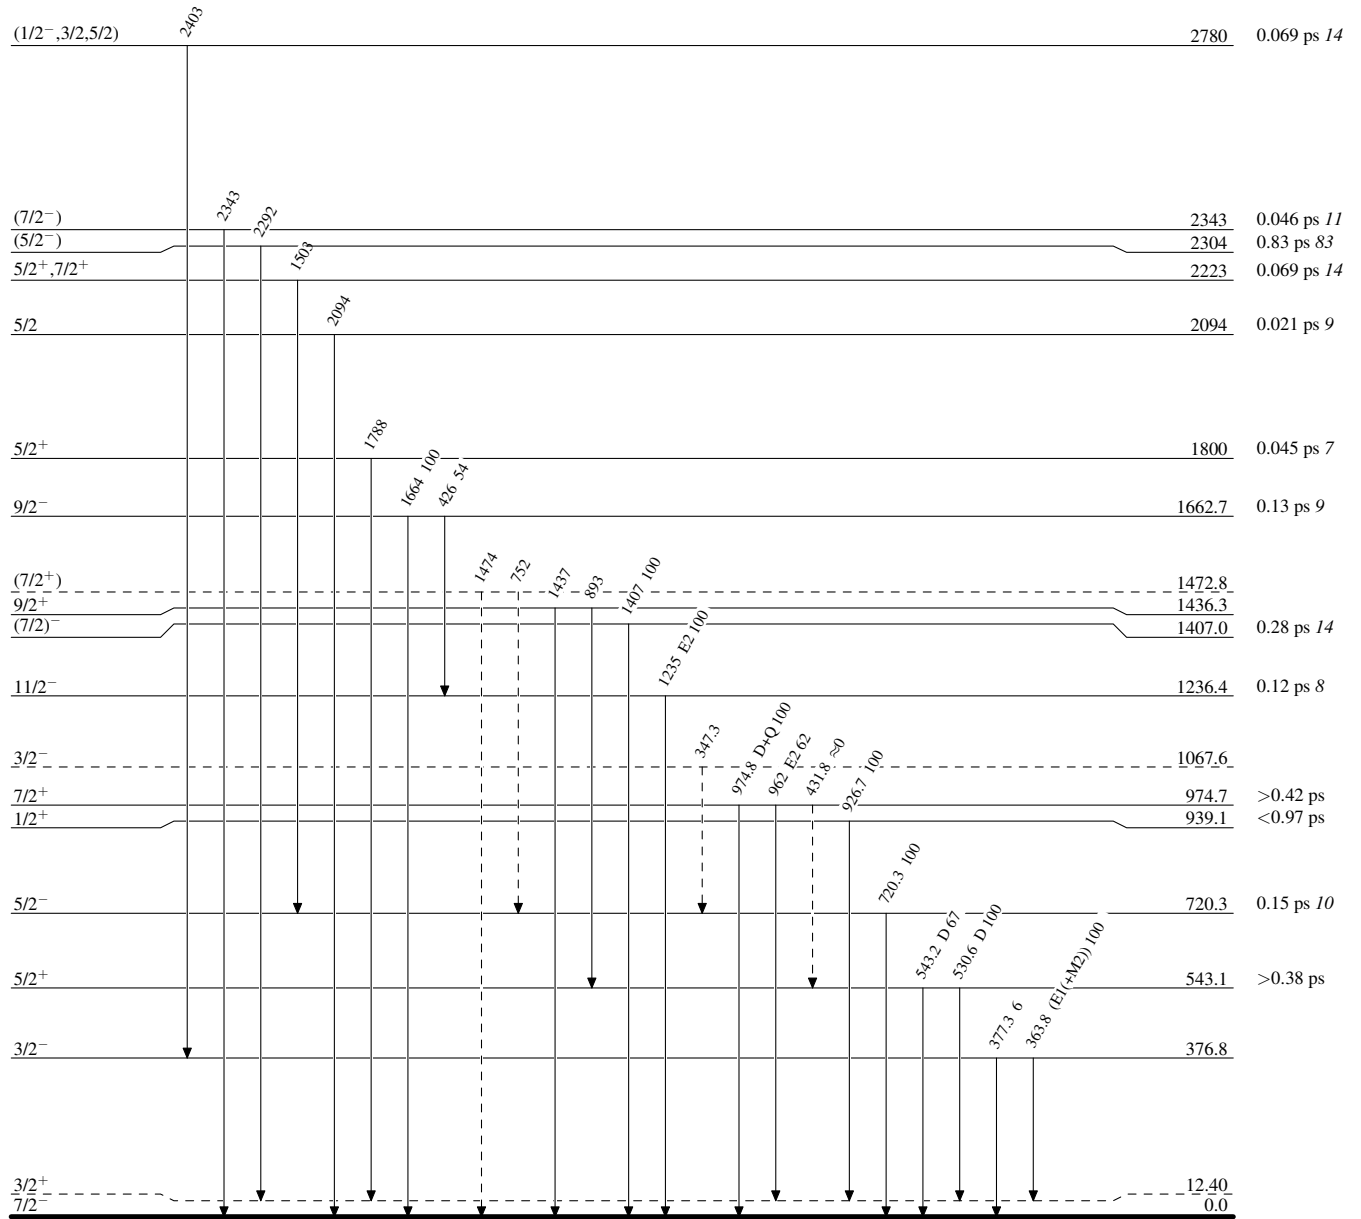 2403
(1/2⁻,3/2,5/2) 2780 0.069 ps 14
2343
(7/2⁻) 2343 0.046 ps 11
2292
(5/2⁻) 2304 0.83 ps 83
1503
5/2⁺,7/2⁺ 2223 0.069 ps 14
2094
5/2 2094 0.021 ps 9
1788
5/2⁺ 1800 0.045 ps 7
1664 100
426 54
9/2⁻ 1662.7 0.13 ps 9
1474
752
(7/2⁺) 1472.8
1437
893
9/2⁺ 1436.3
1407 100
(7/2)⁻ 1407.0 0.28 ps 14
1235 E2 100
11/2⁻ 1236.4 0.12 ps 8
347.3
3/2⁻ 1067.6
974.8 D+Q 100
962 E2 62
431.8 ≈0
7/2⁺ 974.7 >0.42 ps
926.7 100
1/2⁺ 939.1 <0.97 ps
720.3 100
5/2⁻ 720.3 0.15 ps 10
543.2 D 67
530.6 D 100
5/2⁺ 543.1 >0.38 ps
377.3 6
363.8 (E1(+M2)) 100
3/2⁻ 376.8
3/2⁺ 12.40
7/2⁻ 0.0